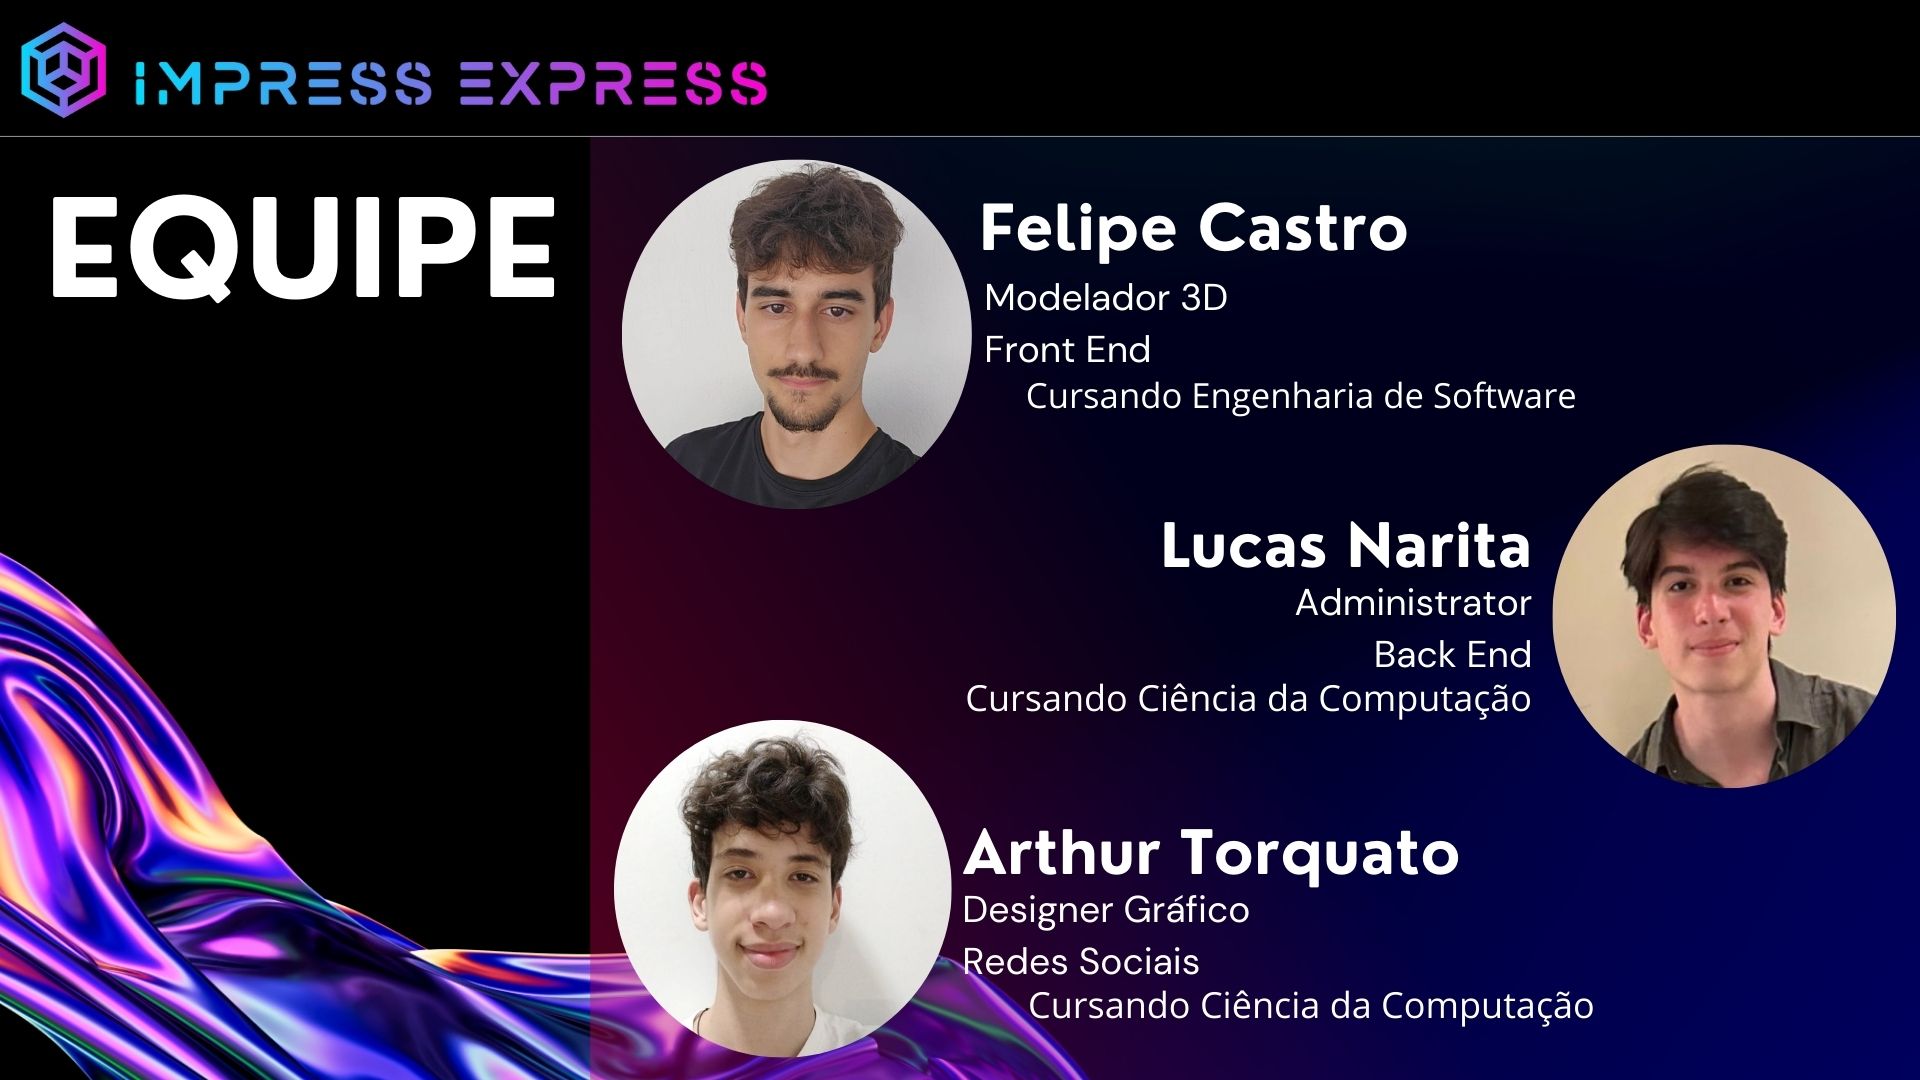 IMPRESS EXPRESS
EQUIPE
Felipe Castro
Modelador 3D
Front End
Cursando Engenharia de Software
Lucas Narita
Administrator
Back End
Cursando Ciência da Computação
Arthur Torquato
Designer Gráfico
Redes Sociais
Cursando Ciência da Computação